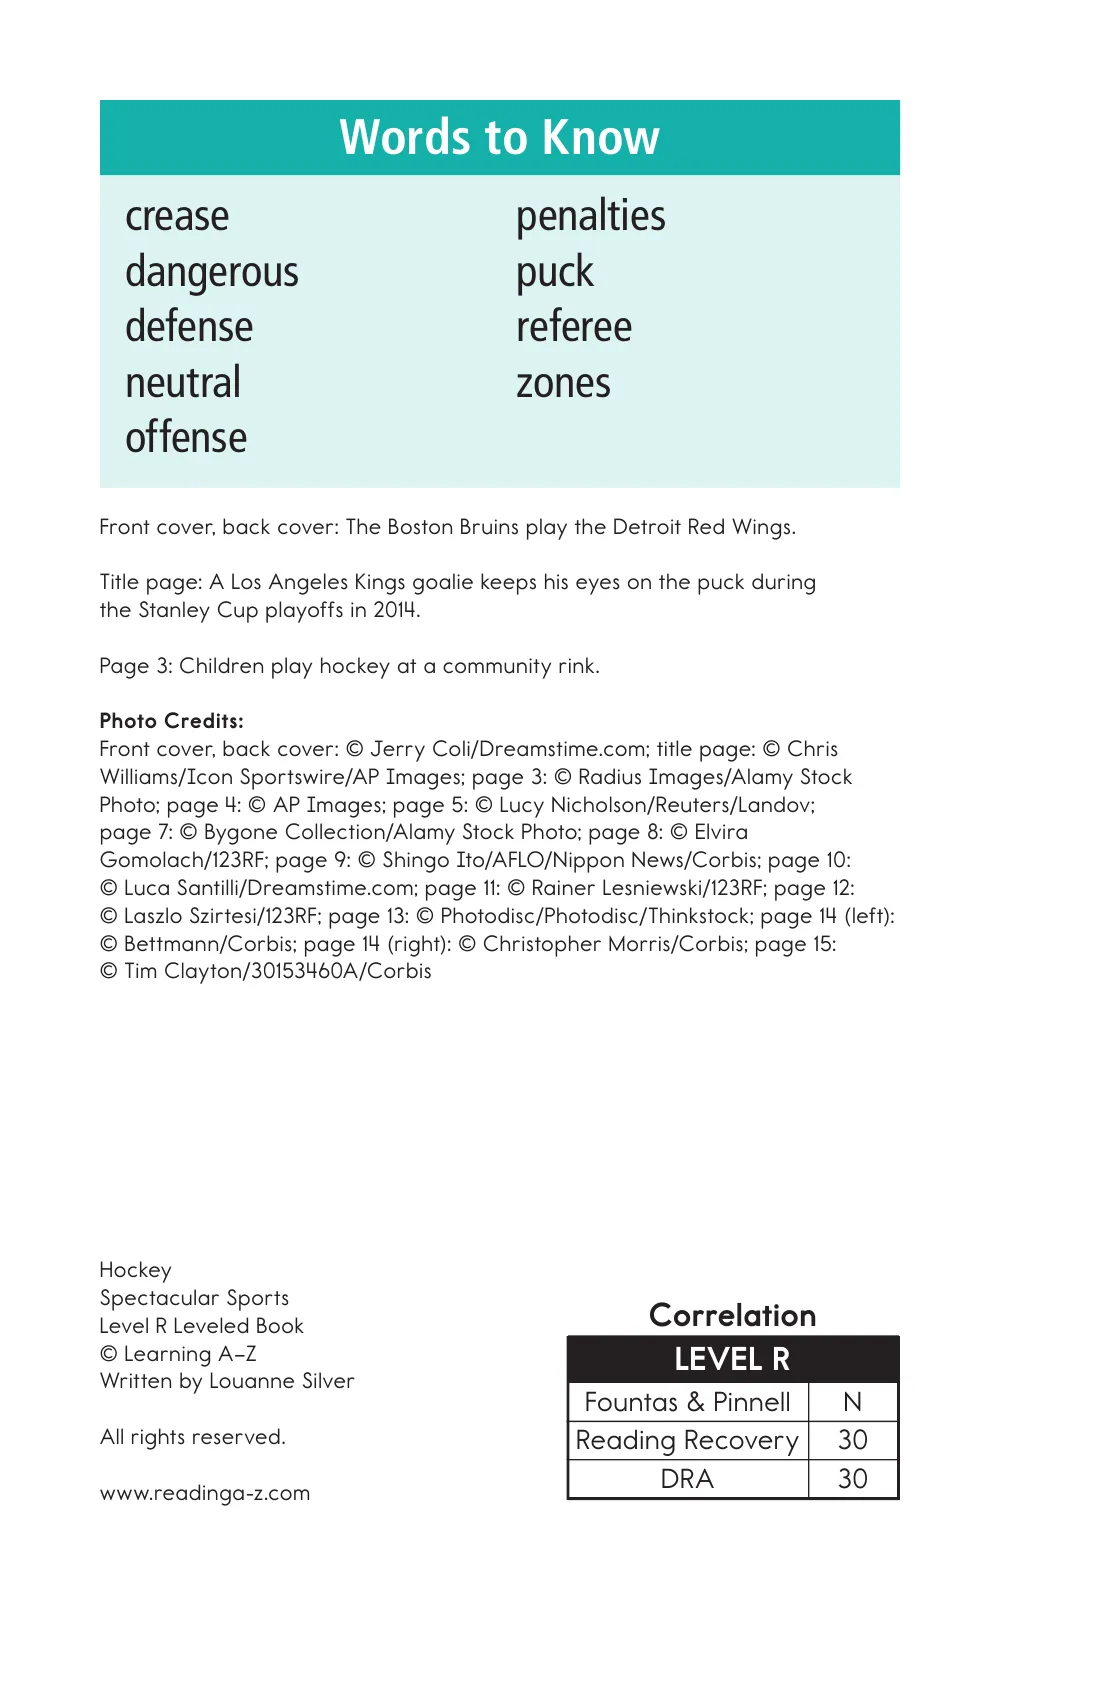 Words to Know
crease
dangerous
defense
neutral
offense
penalties
puck
referee
zones
Front cover, back cover: The Boston Bruins play the Detroit Red Wings.
Title page: A Los Angeles Kings goalie keeps his eyes on the puck during
the Stanley Cup playoffs in 2014.
Page 3: Children play hockey at a community rink.
Photo Credits:
Front cover, back cover: © Jerry Coli/Dreamstime.com; title page: © Chris
Williams/Icon Sportswire/AP Images; page 3: © Radius Images/Alamy Stock
Photo; page 4: © AP Images; page 5: © Lucy Nicholson/Reuters/Landov;
page 7: © Bygone Collection/Alamy Stock Photo; page 8: © Elvira
Gomolach/123RF; page 9: © Shingo Ito/AFLO/Nippon News/Corbis; page 10:
© Luca Santilli/Dreamstime.com; page 11: © Rainer Lesniewski/123RF; page 12:
© Laszlo Szirtesi/123RF; page 13: © Photodisc/Photodisc/Thinkstock; page 14 (left):
© Bettmann/Corbis; page 14 (right): © Christopher Morris/Corbis; page 15:
© Tim Clayton/30153460A/Corbis
Hockey
Spectacular Sports
Level R Leveled Book
© Learning A–Z
Written by Louanne Silver
All rights reserved.
www.readinga-z.com
Correlation
LEVEL R
Fountas & Pinnell N
Reading Recovery 30
DRA 30